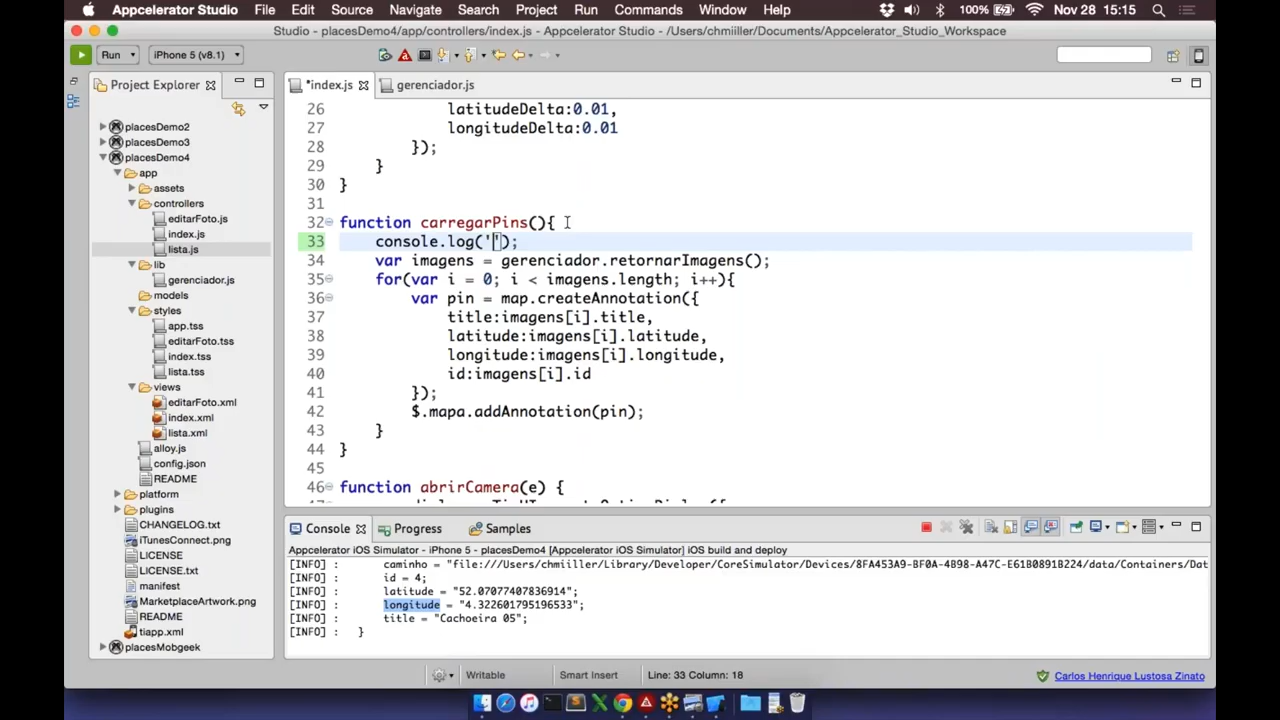 Appcelerator Studio File Edit Source Navigate Search Project Run Commands Window Help 100% Nov 28 15:15
Studio - placesDemo4/app/controllers/index.js - Appcelerator Studio - /Users/chmiiller/Documents/Appcelerator_Studio_Workspace
Run iPhone 5 (v8.1)
Project Explorer
*index.js gerenciador.js
placesDemo2
placesDemo3
placesDemo4
app
assets
controllers
editarFoto.js
index.js
lista.js
lib
gerenciador.js
models
styles
app.tss
editarFoto.tss
index.tss
lista.tss
views
editarFoto.xml
index.xml
lista.xml
alloy.js
config.json
README
platform
plugins
CHANGELOG.txt
iTunesConnect.png
LICENSE
LICENSE.txt
manifest
MarketplaceArtwork.png
README
tiapp.xml
placesMobgeek
26 latitudeDelta:0.01,
27 longitudeDelta:0.01
28 });
29 }
30 }
31
32 function carregarPins(){
33 console.log('');
34 var imagens = gerenciador.retornarImagens();
35 for(var i = 0; i < imagens.length; i++){
36 var pin = map.createAnnotation({
37 title:imagens[i].title,
38 latitude:imagens[i].latitude,
39 longitude:imagens[i].longitude,
40 id:imagens[i].id
41 });
42 $.mapa.addAnnotation(pin);
43 }
44 }
45
46 function abrirCamera(e) {
Console Progress Samples
Appcelerator iOS Simulator - iPhone 5 - placesDemo4 [Appcelerator iOS Simulator] iOS build and deploy
[INFO] : caminho = "file:///Users/chmiiller/Library/Developer/CoreSimulator/Devices/8FA453A9-BF0A-4B98-A47C-E61B0891B224/data/Containers/Dat
[INFO] : id = 4;
[INFO] : latitude = "52.07077407836914";
[INFO] : longitude = "4.322601795196533";
[INFO] : title = "Cachoeira 05";
[INFO] : }
Writable Smart Insert Line: 33 Column: 18 Carlos Henrique Lustosa Zinato